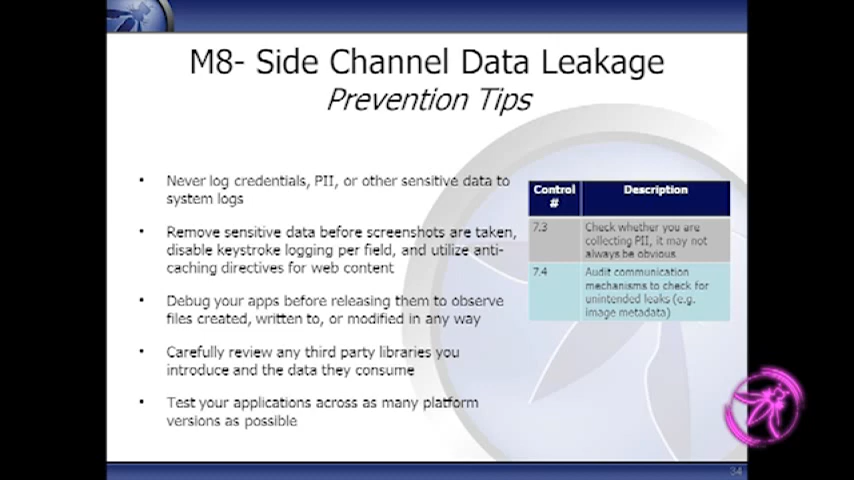 M8- Side Channel Data Leakage
Prevention Tips
• Never log credentials, PII, or other sensitive data to
system logs
• Remove sensitive data before screenshots are taken,
disable keystroke logging per field, and utilize anti-
caching directives for web content
• Debug your apps before releasing them to observe
files created, written to, or modified in any way
• Carefully review any third party libraries you
introduce and the data they consume
• Test your applications across as many platform
versions as possible
Control
#
Description
7.3
Check whether you are
collecting PII, it may not
always be obvious
7.4
Audit communication
mechanisms to check for
unintended leaks (e.g.
image metadata)
34